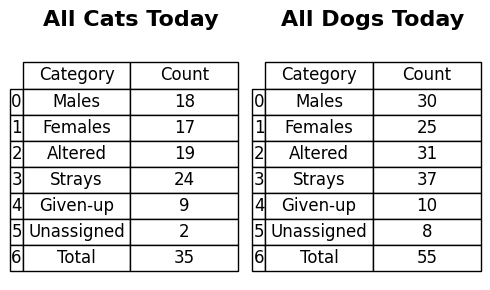 All Cats Today
Category Count
0 Males 18
1 Females 17
2 Altered 19
3 Strays 24
4 Given-up 9
5 Unassigned 2
6 Total 35
All Dogs Today
Category Count
0 Males 30
1 Females 25
2 Altered 31
3 Strays 37
4 Given-up 10
5 Unassigned 8
6 Total 55